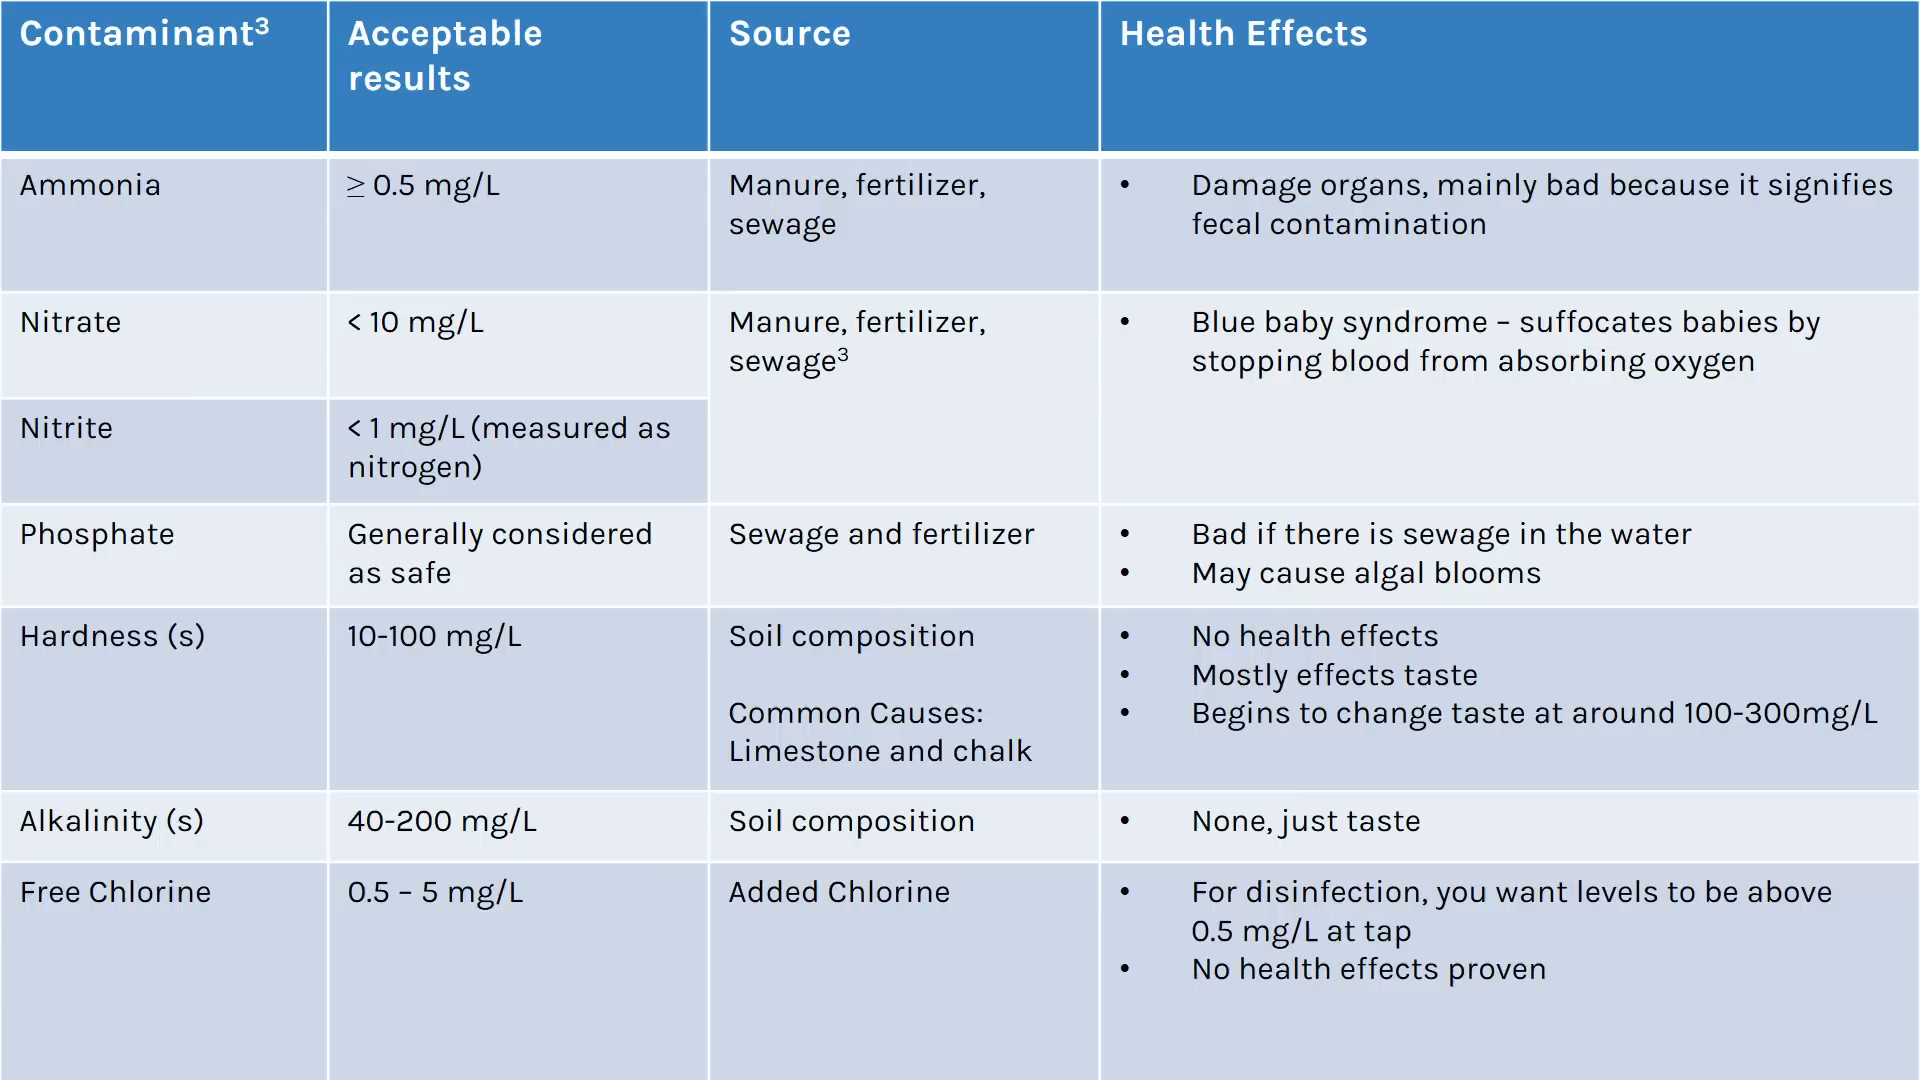 Contaminant³
Acceptable
results
Source
Health Effects
Ammonia
≥ 0.5 mg/L
Manure, fertilizer,
sewage
• Damage organs, mainly bad because it signifies
fecal contamination
Nitrate
< 10 mg/L
Manure, fertilizer,
sewage³
• Blue baby syndrome – suffocates babies by
stopping blood from absorbing oxygen
Nitrite
< 1 mg/L (measured as
nitrogen)
Phosphate
Generally considered
as safe
Sewage and fertilizer
• Bad if there is sewage in the water
• May cause algal blooms
Hardness (s)
10-100 mg/L
Soil composition
Common Causes:
Limestone and chalk
• No health effects
• Mostly effects taste
• Begins to change taste at around 100-300mg/L
Alkalinity (s)
40-200 mg/L
Soil composition
• None, just taste
Free Chlorine
0.5 – 5 mg/L
Added Chlorine
• For disinfection, you want levels to be above
0.5 mg/L at tap
• No health effects proven